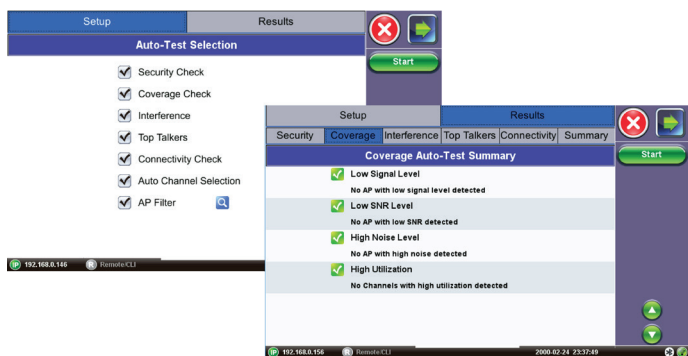 Setup Results
Auto-Test Selection
Start
Security Check
Coverage Check
Interference
Top Talkers
Connectivity Check
Auto Channel Selection
AP Filter
IP 192.168.0.146 R Remote/CLI
Setup Results
Security Coverage Interference Top Talkers Connectivity Summary
Coverage Auto-Test Summary
Start
Low Signal Level
No AP with low signal level detected
Low SNR Level
No AP with low SNR detected
High Noise Level
No AP with high noise detected
High Utilization
No Channels with high utilization detected
IP 192.168.0.156 R Remote/CLI 2000-02-24 23:37:49